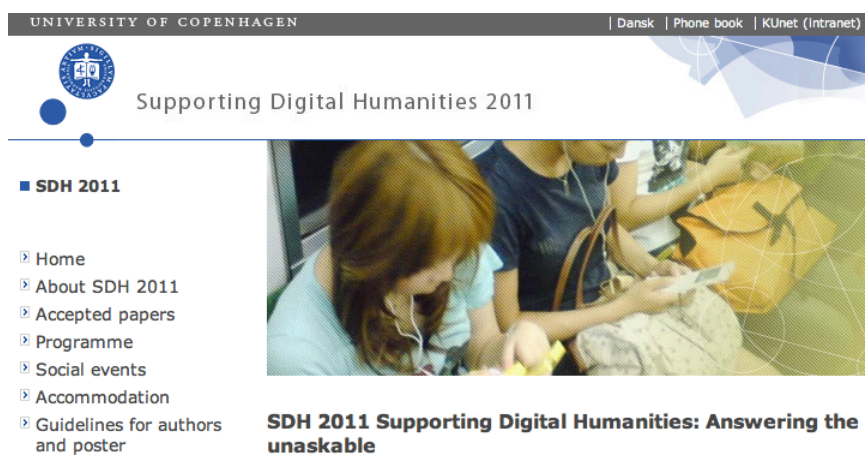 UNIVERSITY OF COPENHAGEN
| Dansk | Phone book | KUnet (Intranet)
Supporting Digital Humanities 2011
SDH 2011
Home
About SDH 2011
Accepted papers
Programme
Social events
Accommodation
Guidelines for authors
and poster
SDH 2011 Supporting Digital Humanities: Answering the
unaskable